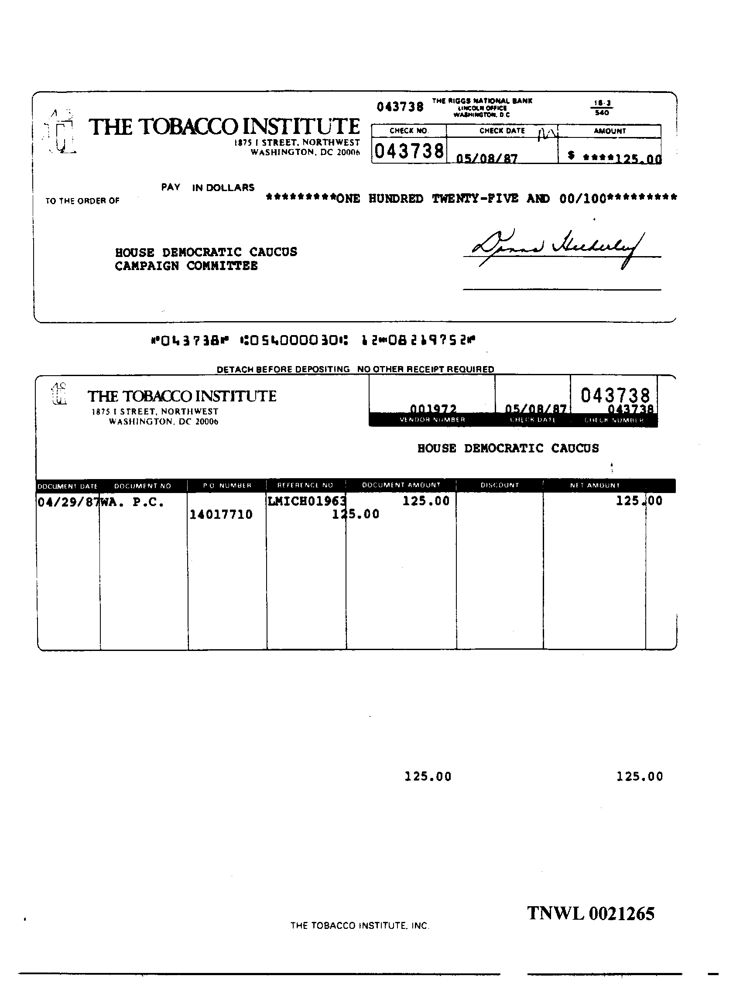 043738 THE RIGGS NATIONAL BANK
LINCOLN OFFICE
WASHINGTON, D C
16-3
540
THE TOBACCO INSTITUTE
1875 I STREET, NORTHWEST
WASHINGTON, DC 20006
CHECK NO. CHECK DATE AMOUNT
043738 05/08/87 $ ****125.00
PAY IN DOLLARS
TO THE ORDER OF
*********ONE HUNDRED TWENTY-FIVE AND 00/100*********
HOUSE DEMOCRATIC CAUCUS
CAMPAIGN COMMITTEE
⑈043738⑈ ⑆054000030⑆ 12⑉08219752⑈
DETACH BEFORE DEPOSITING NO OTHER RECEIPT REQUIRED
THE TOBACCO INSTITUTE
1875 I STREET, NORTHWEST
WASHINGTON, DC 20006
043738
001972 05/08/87 043738
VENDOR NUMBER CHECK DATE CHECK NUMBER
HOUSE DEMOCRATIC CAUCUS
DOCUMENT DATE DOCUMENT NO P O NUMBER REFERENCE NO DOCUMENT AMOUNT DISCOUNT NET AMOUNT
04/29/87 WA. P.C. LMICH01963 125.00 125.00
14017710 125.00
125.00 125.00
TNWL 0021265
THE TOBACCO INSTITUTE, INC.